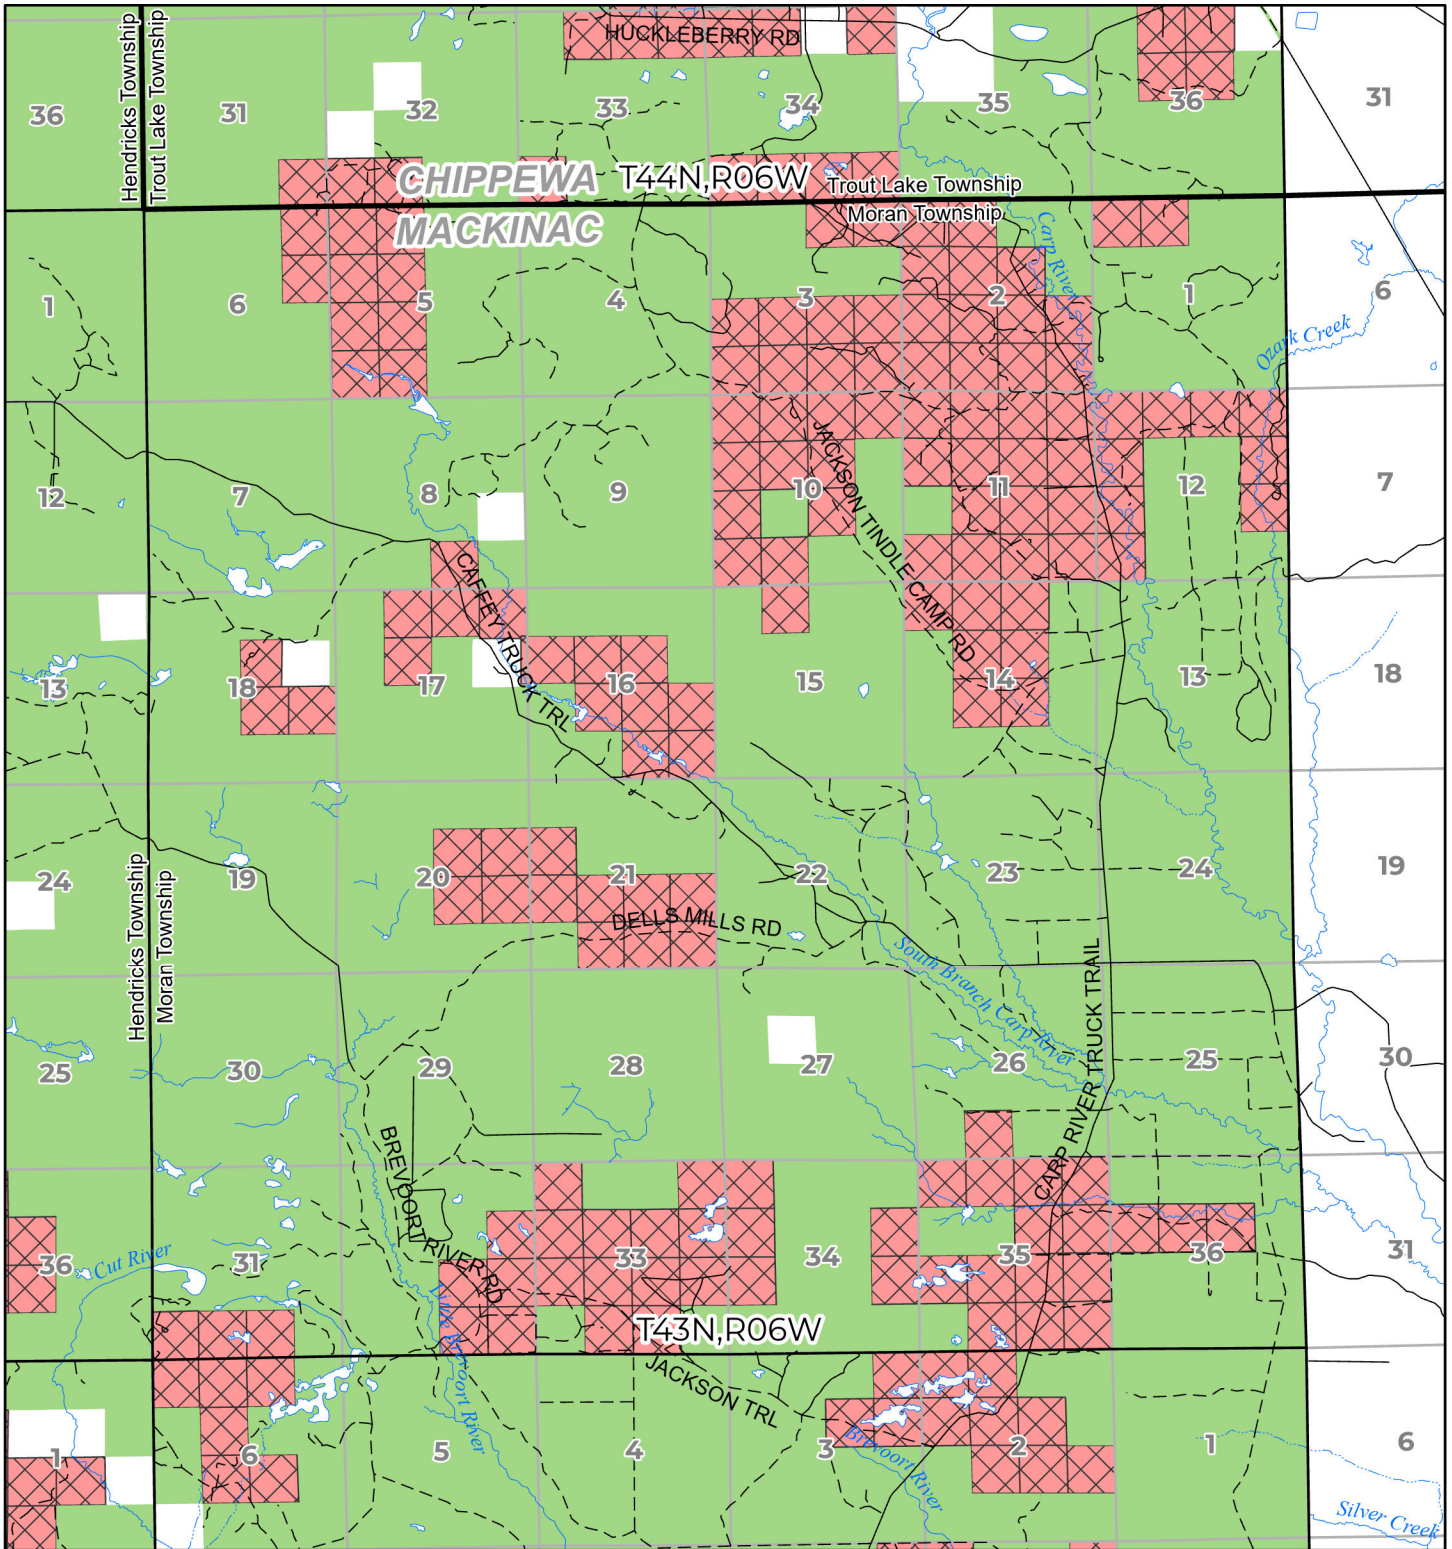 HUCKLEBERRY RD
Hendricks Township
Trout Lake Township
36
31
32
33
34
35
36
31
CHIPPEWA
T44N,R06W
Trout Lake Township
Moran Township
MACKINAC
Carp River
1
6
5
4
3
2
1
6
Ozark Creek
JACKSON TINDLE CAMP RD
12
7
8
9
10
11
12
7
CAFFEY TRUCK TRL
13
18
17
16
15
14
13
18
24
19
20
21
22
23
24
19
Hendricks Township
Moran Township
DELLS MILLS RD
South Branch Carp River
CARP RIVER TRUCK TRAIL
25
30
29
28
27
26
25
30
BREVOORT RIVER RD
36
Cut River
31
33
34
35
36
31
Little Brevoort River
T43N,R06W
JACKSON TRL
1
6
5
4
3
2
1
6
Brevoort River
Silver Creek